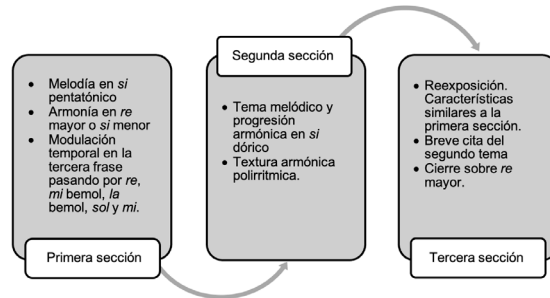 • Melodía en si
pentatónico
• Armonía en re
mayor o si menor
• Modulación
temporal en la
tercera frase
pasando por re,
mi bemol, la
bemol, sol y mi.
Primera sección
Segunda sección
• Tema melódico y
progresión
armónica en si
dórico
• Textura armónica
polirritmica.
• Reexposición.
Características
similares a la
primera sección.
• Breve cita del
segundo tema
• Cierre sobre re
mayor.
Tercera sección